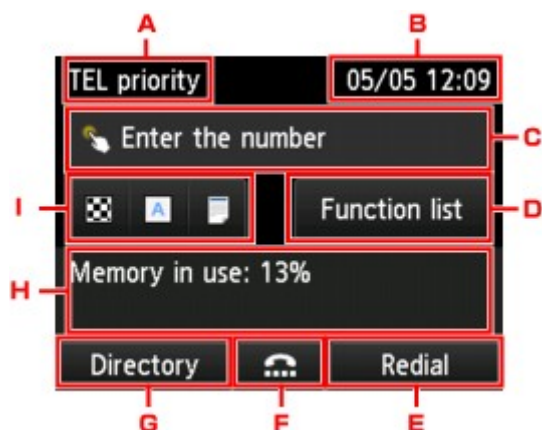 A B
TEL priority 05/05 12:09
Enter the number C
I A Function list D
H Memory in use: 13%
Directory Redial
G F E